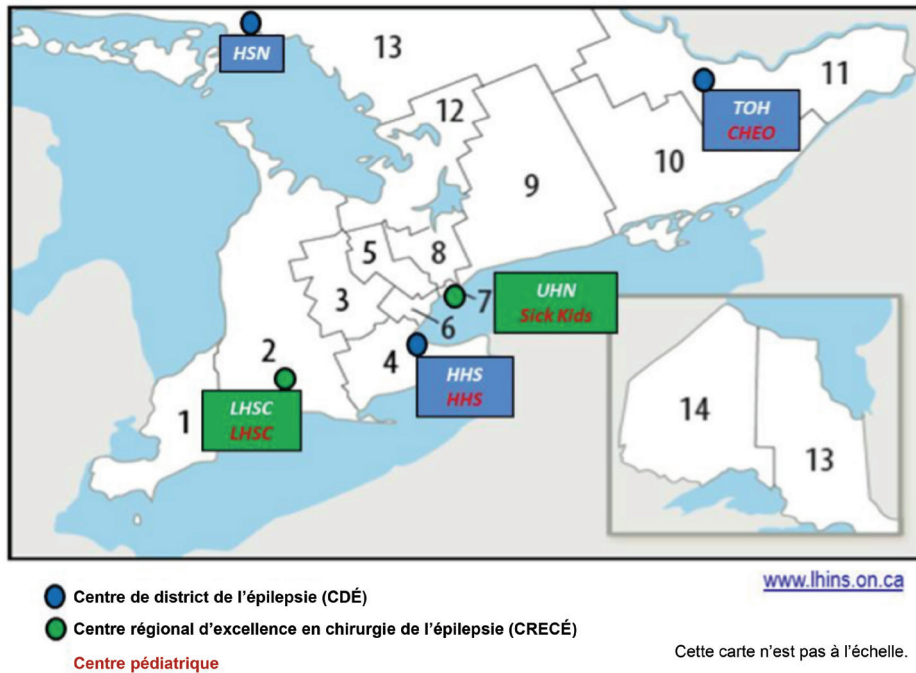 HSN
13
11
12
TOH
CHEO
10
9
5
8
3
7
UHN
Sick Kids
6
2
4
HHS
HHS
1
LHSC
LHSC
14
13
www.lhins.on.ca
Centre de district de l’épilepsie (CDÉ)
Centre régional d’excellence en chirurgie de l’épilepsie (CRECÉ)
Centre pédiatrique
Cette carte n’est pas à l’échelle.